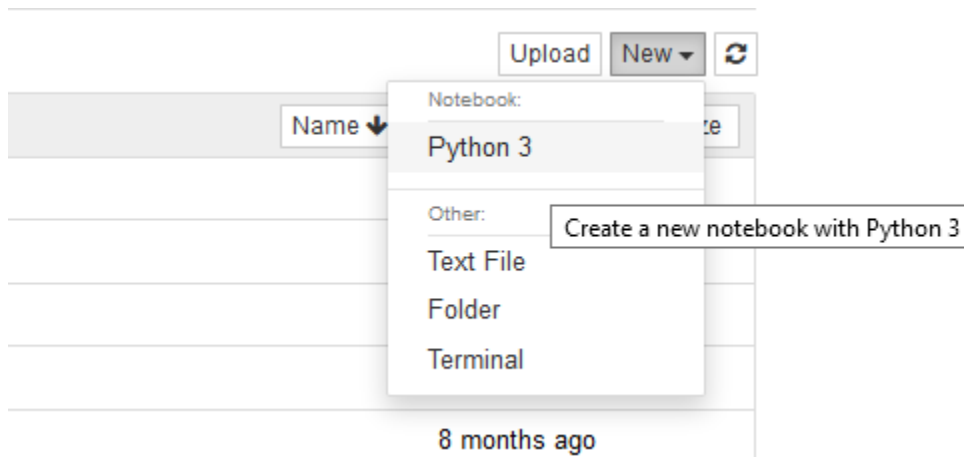 Upload New
Name
Notebook:
Python 3
Other:
Create a new notebook with Python 3
Text File
Folder
Terminal
8 months ago